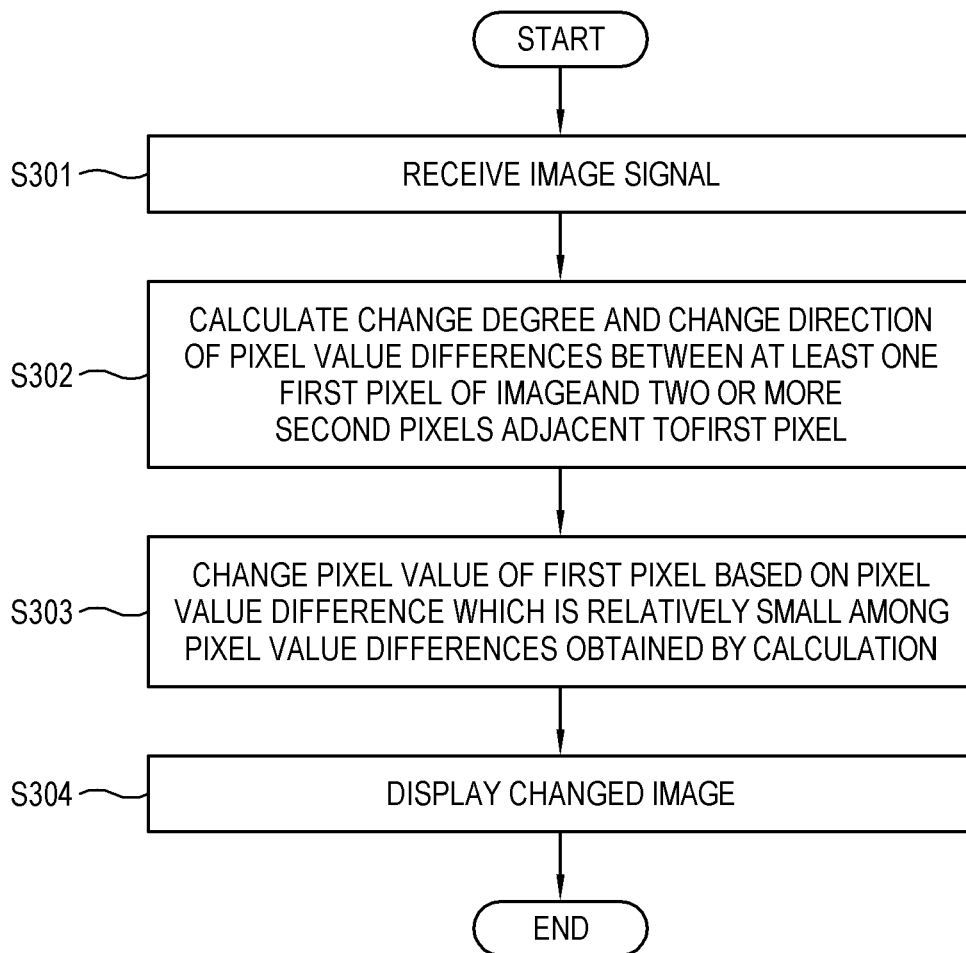 START
S301
RECEIVE IMAGE SIGNAL
S302
CALCULATE CHANGE DEGREE AND CHANGE DIRECTION
OF PIXEL VALUE DIFFERENCES BETWEEN AT LEAST ONE
FIRST PIXEL OF IMAGEAND TWO OR MORE
SECOND PIXELS ADJACENT TOFIRST PIXEL
S303
CHANGE PIXEL VALUE OF FIRST PIXEL BASED ON PIXEL
VALUE DIFFERENCE WHICH IS RELATIVELY SMALL AMONG
PIXEL VALUE DIFFERENCES OBTAINED BY CALCULATION
S304
DISPLAY CHANGED IMAGE
END